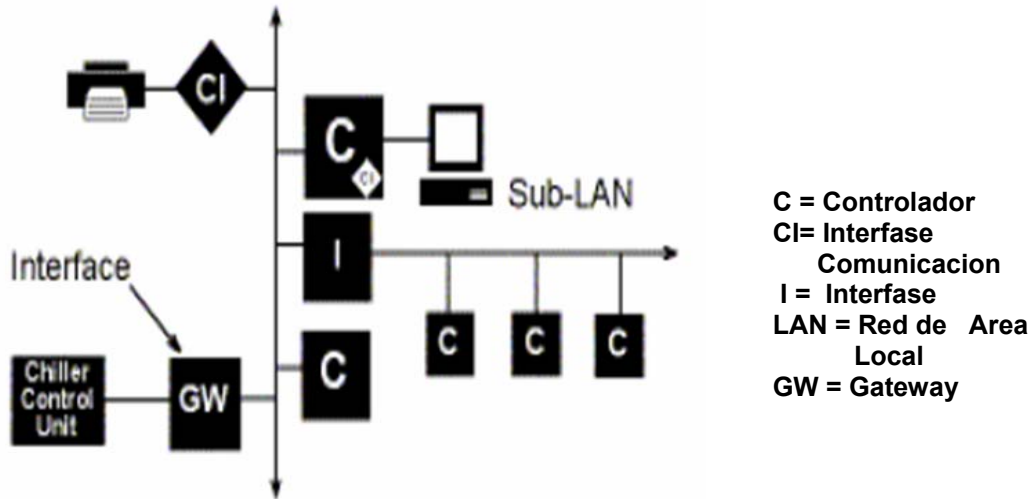 CI
C
CI
Sub-LAN
I
Interface
C
C
C
C
Chiller
Control
Unit
GW
C = Controlador
CI= Interfase
Comunicacion
I = Interfase
LAN = Red de Area
Local
GW = Gateway